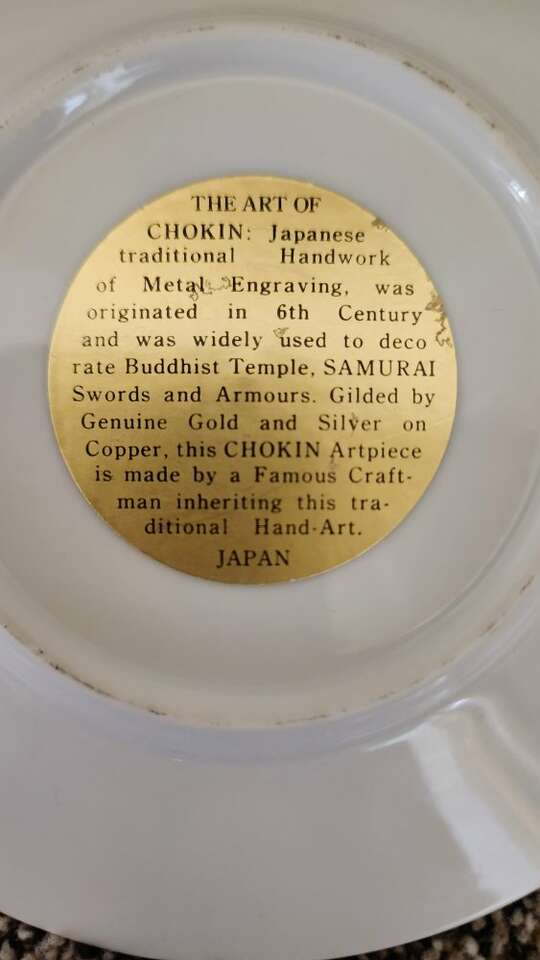 THE ART OF
CHOKIN: Japanese
traditional Handwork
of Metal Engraving, was
originated in 6th Century
and was widely used to deco
rate Buddhist Temple, SAMURAI
Swords and Armours. Gilded by
Genuine Gold and Silver on
Copper, this CHOKIN Artpiece
is made by a Famous Craft-
man inheriting this tra-
ditional Hand-Art.
JAPAN